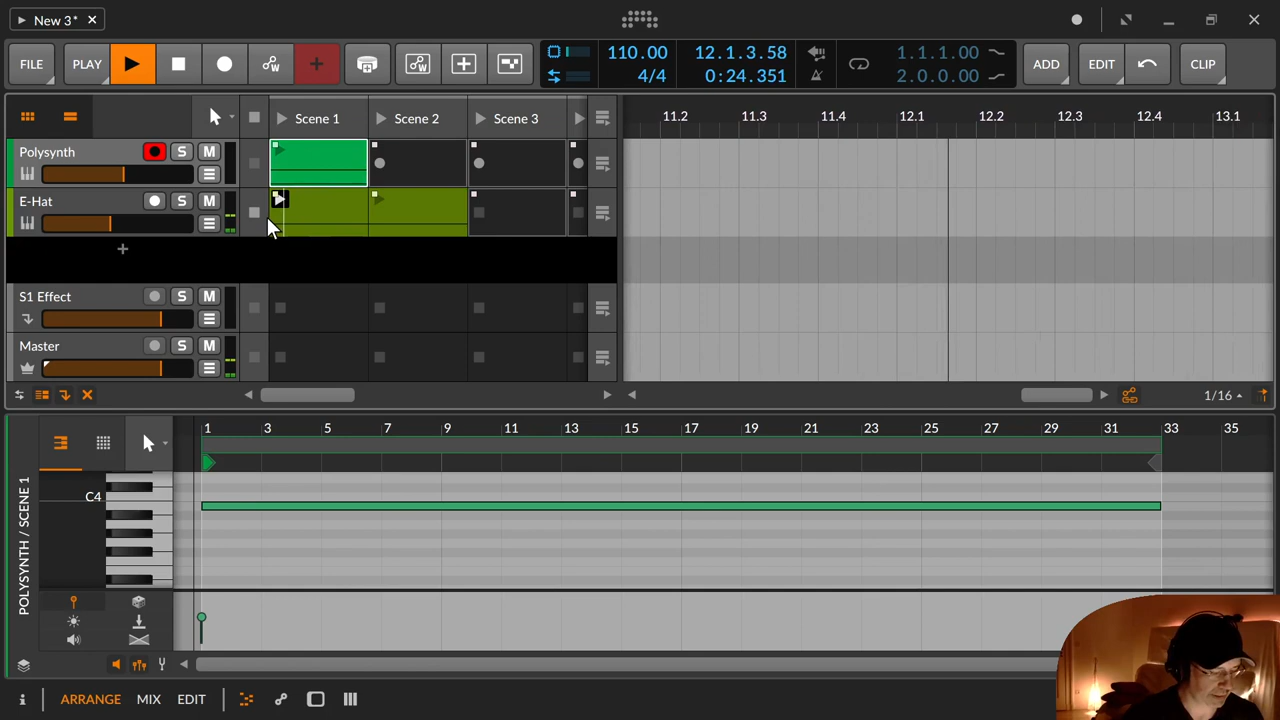 New 3*
FILE
PLAY
110.00
4/4
12.1.3.58
0:24.351
1.1.1.00
2.0.0.00
ADD
EDIT
CLIP
Scene 1
Scene 2
Scene 3
11.2
11.3
11.4
12.1
12.2
12.3
12.4
13.1
Polysynth
S
M
E-Hat
S
M
S1 Effect
S
M
Master
S
M
1/16
1
3
5
7
9
11
13
15
17
19
21
23
25
27
29
31
33
35
C4
POLYSYNTH / SCENE 1
ARRANGE
MIX
EDIT